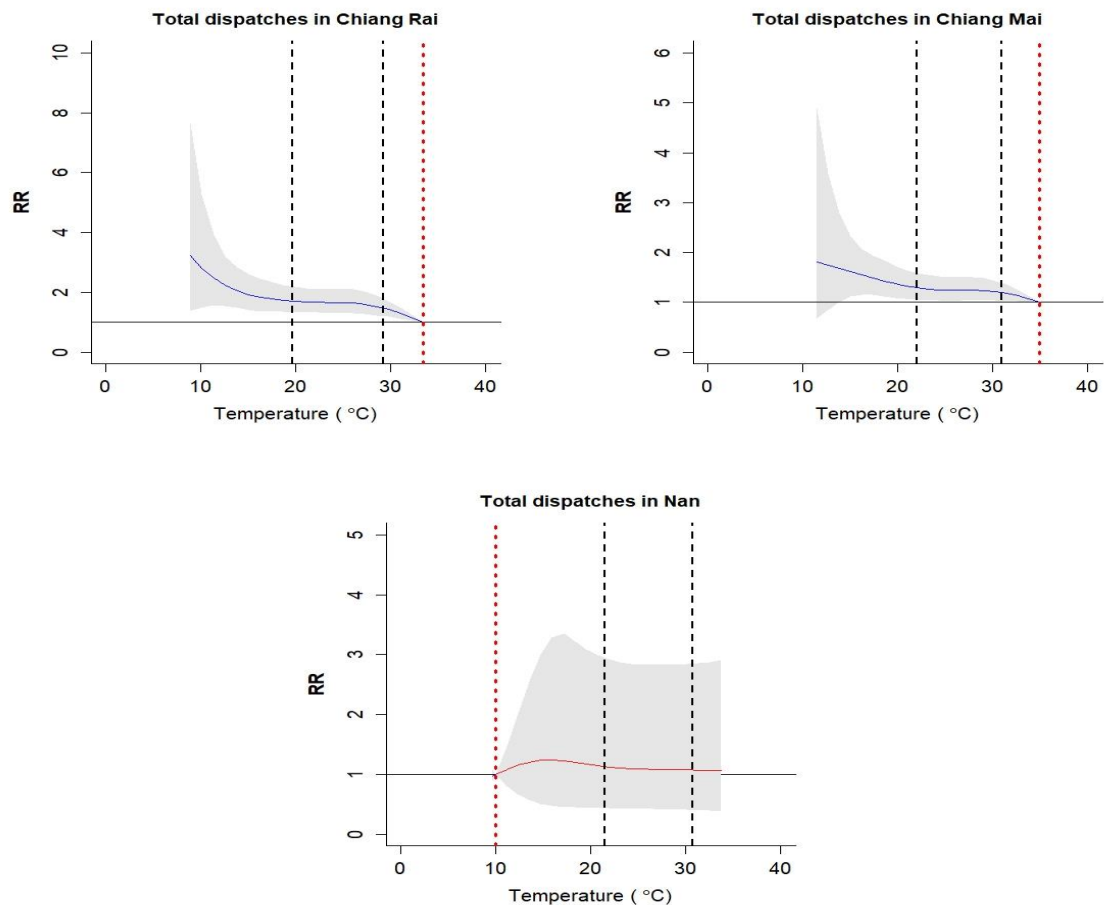 Total dispatches in Chiang Rai
10
8
6
4
2
0
RR
0 10 20 30 40
Temperature ( °C)
Total dispatches in Chiang Mai
6
5
4
3
2
1
0
RR
0 10 20 30 40
Temperature ( °C)
Total dispatches in Nan
5
4
3
2
1
0
RR
0 10 20 30 40
Temperature ( °C)